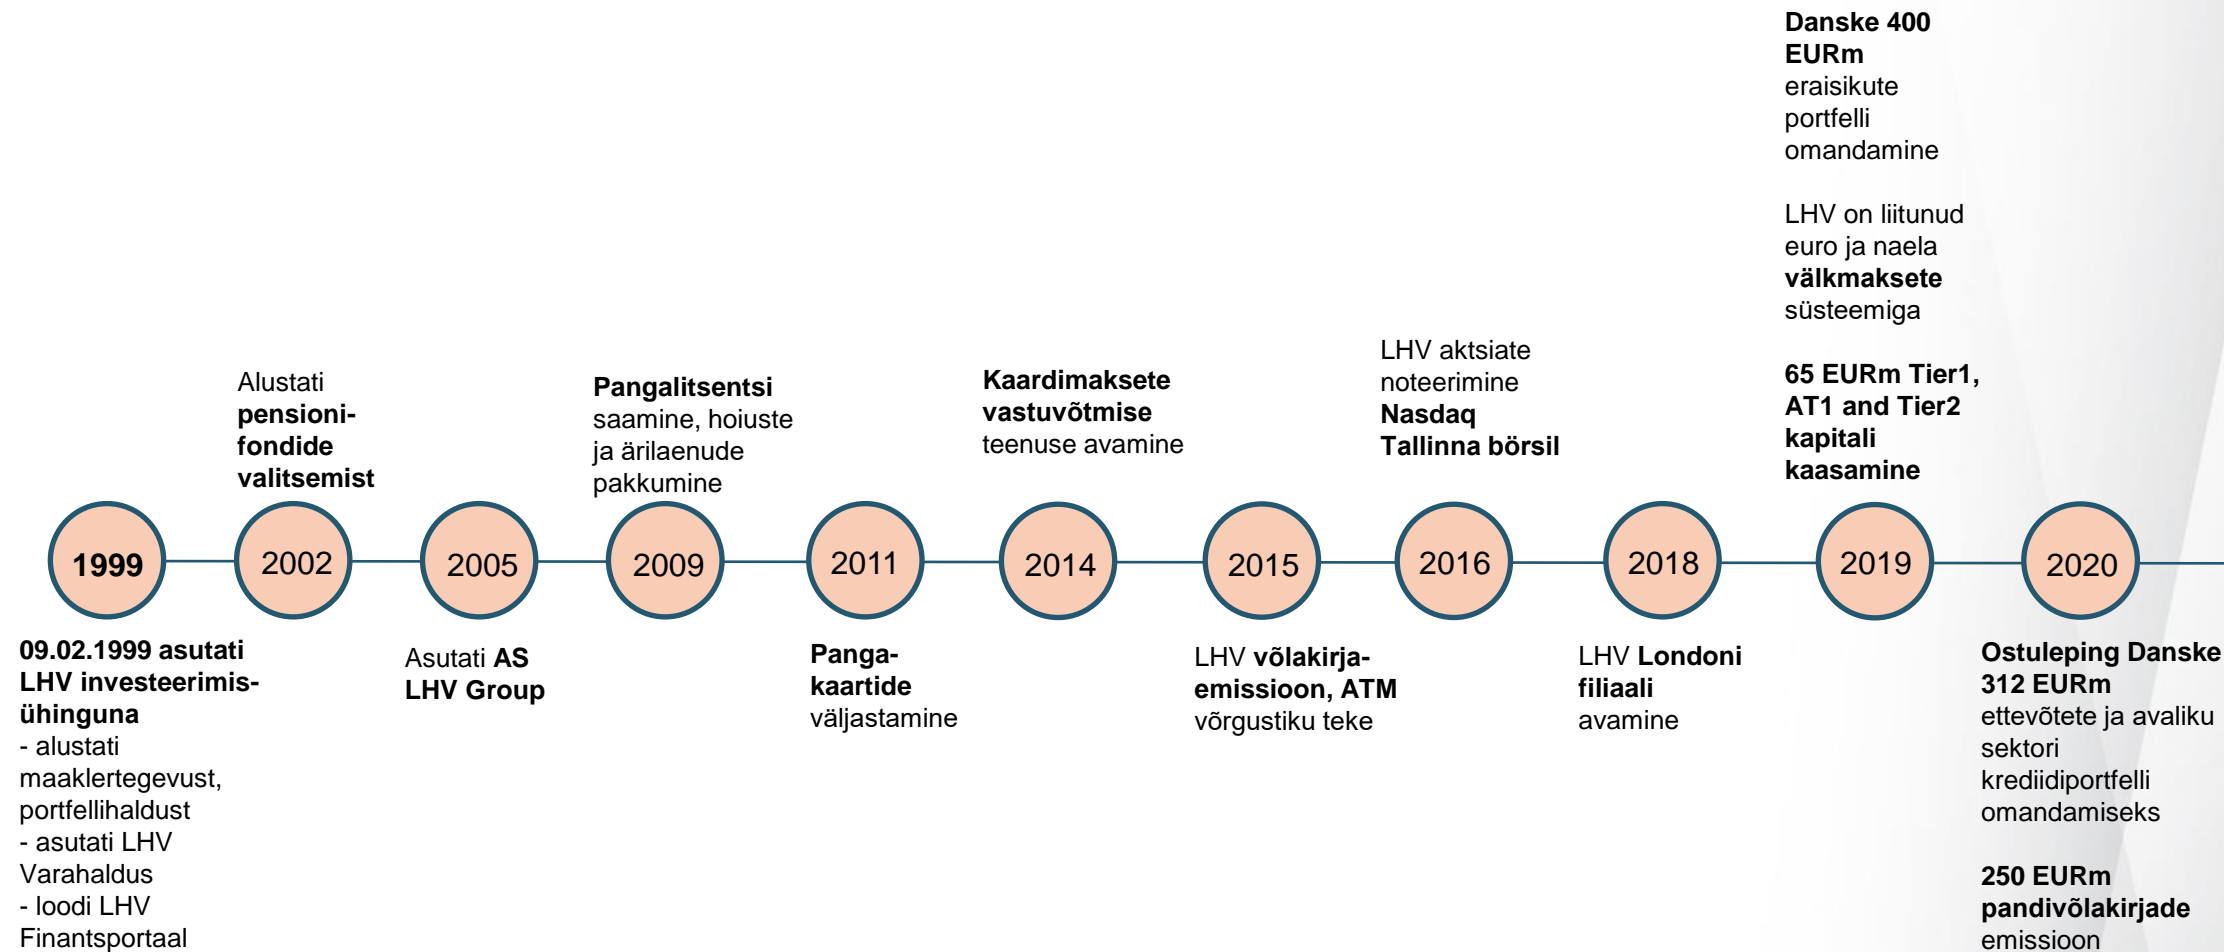 Danske 400
EURm
eraisikute
portfelli
omandamine
LHV on liitunud
euro ja naela
välkmaksete
süsteemiga
65 EURm Tier1,
AT1 and Tier2
kapitali
kaasamine
Alustati
pensioni-
fondide
valitsemist
Pangalitsentsi
saamine, hoiuste
ja ärilaenude
pakkumine
Kaardimaksete
vastuvõtmise
teenuse avamine
LHV aktsiate
noteerimine
Nasdaq
Tallinna börsil
1999
2002
2005
2009
2011
2014
2015
2016
2018
2019
2020
09.02.1999 asutati
LHV investeerimis-
ühinguna
- alustati
maaklertegevust,
portfellihaldust
- asutati LHV
Varahaldus
- loodi LHV
Finantsportaal
Asutati AS
LHV Group
Panga-
kaartide
väljastamine
LHV võlakirja-
emissioon, ATM
võrgustiku teke
LHV Londoni
filiaali
avamine
Ostuleping Danske
312 EURm
ettevõtete ja avaliku
sektori
krediidiportfelli
omandamiseks
250 EURm
pandivõlakirjade
emissioon